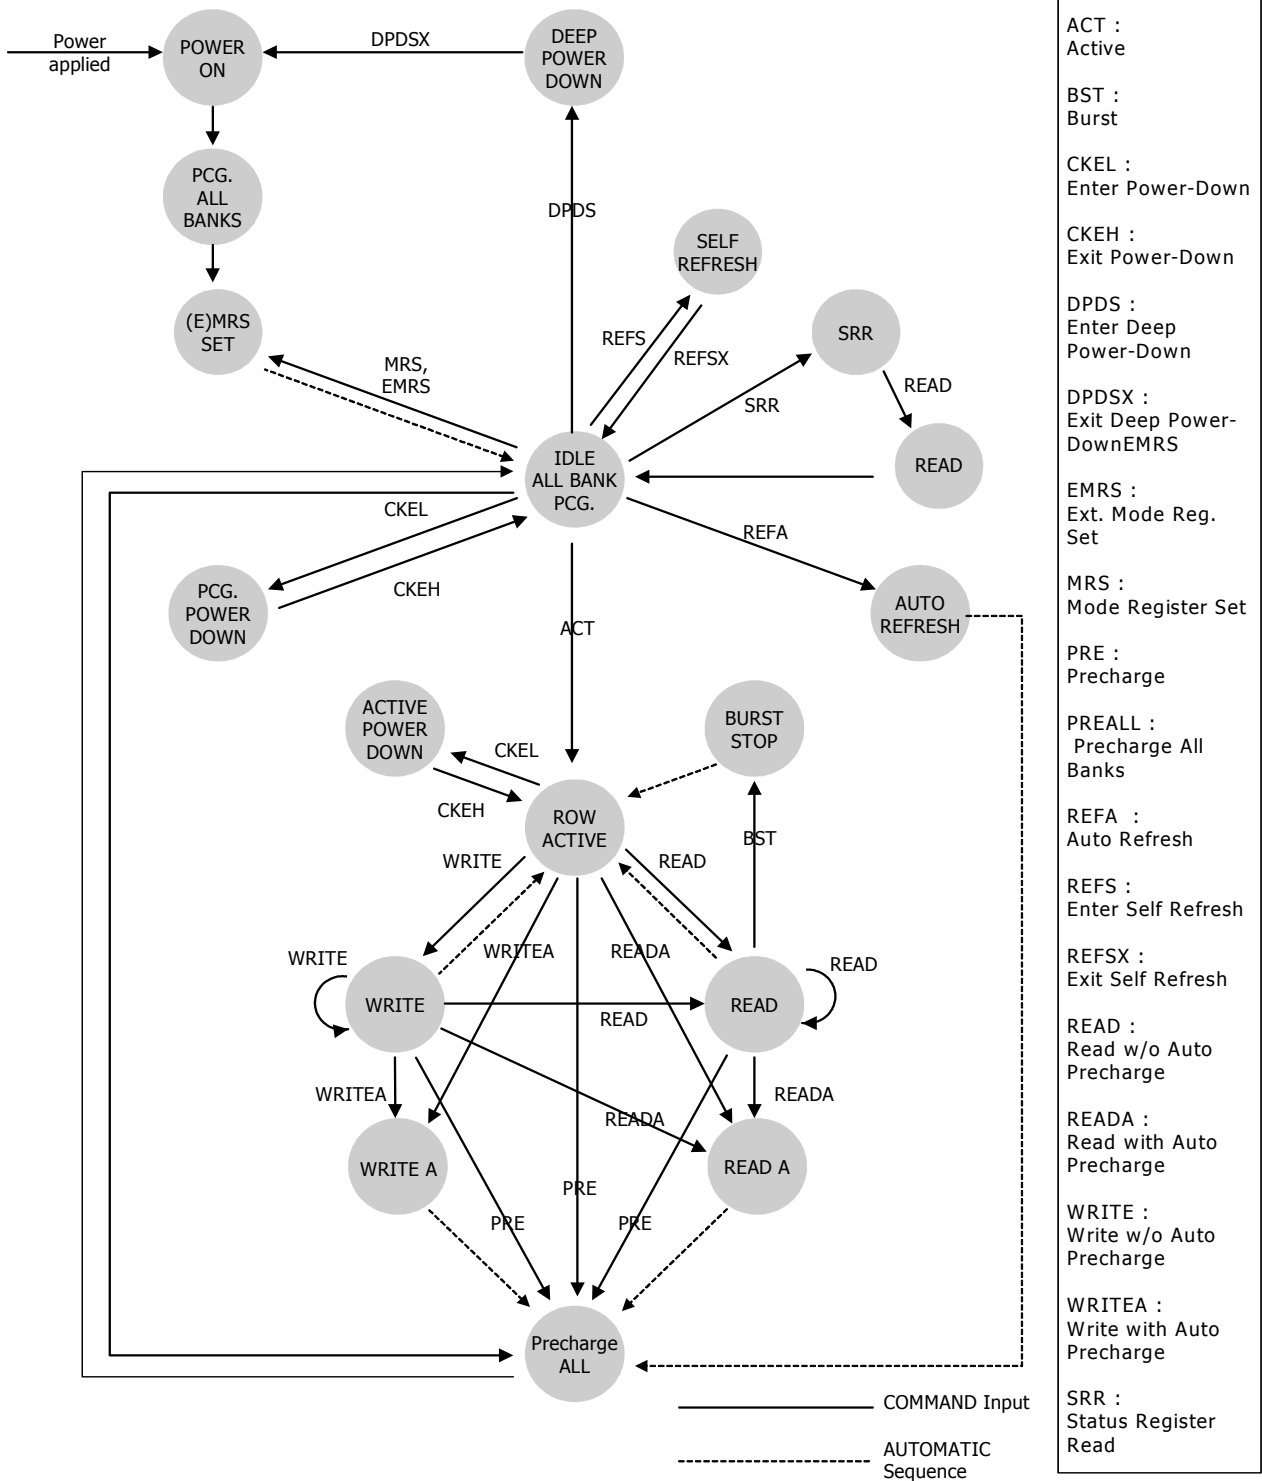 Power
applied
POWER
ON
DPDSX
DEEP
POWER
DOWN
PCG.
ALL
BANKS
DPDS
SELF
REFRESH
(E)MRS
SET
MRS,
EMRS
REFS
REFSX
SRR
SRR
READ
READ
IDLE
ALL BANK
PCG.
CKEL
CKEH
REFA
PCG.
POWER
DOWN
ACT
AUTO
REFRESH
ACTIVE
POWER
DOWN
CKEL
CKEH
BURST
STOP
ROW
ACTIVE
BST
WRITE
READ
WRITEA
READA
WRITE
READ
WRITE
READ
READ
WRITEA
READA
READA
WRITE A
READ A
PRE
PRE
PRE
Precharge
ALL
COMMAND Input
AUTOMATIC
Sequence
ACT :
Active
BST :
Burst
CKEL :
Enter Power-Down
CKEH :
Exit Power-Down
DPDS :
Enter Deep
Power-Down
DPDSX :
Exit Deep Power-
DownEMRS
EMRS :
Ext. Mode Reg.
Set
MRS :
Mode Register Set
PRE :
Precharge
PREALL :
Precharge All
Banks
REFA :
Auto Refresh
REFS :
Enter Self Refresh
REFSX :
Exit Self Refresh
READ :
Read w/o Auto
Precharge
READA :
Read with Auto
Precharge
WRITE :
Write w/o Auto
Precharge
WRITEA :
Write with Auto
Precharge
SRR :
Status Register
Read